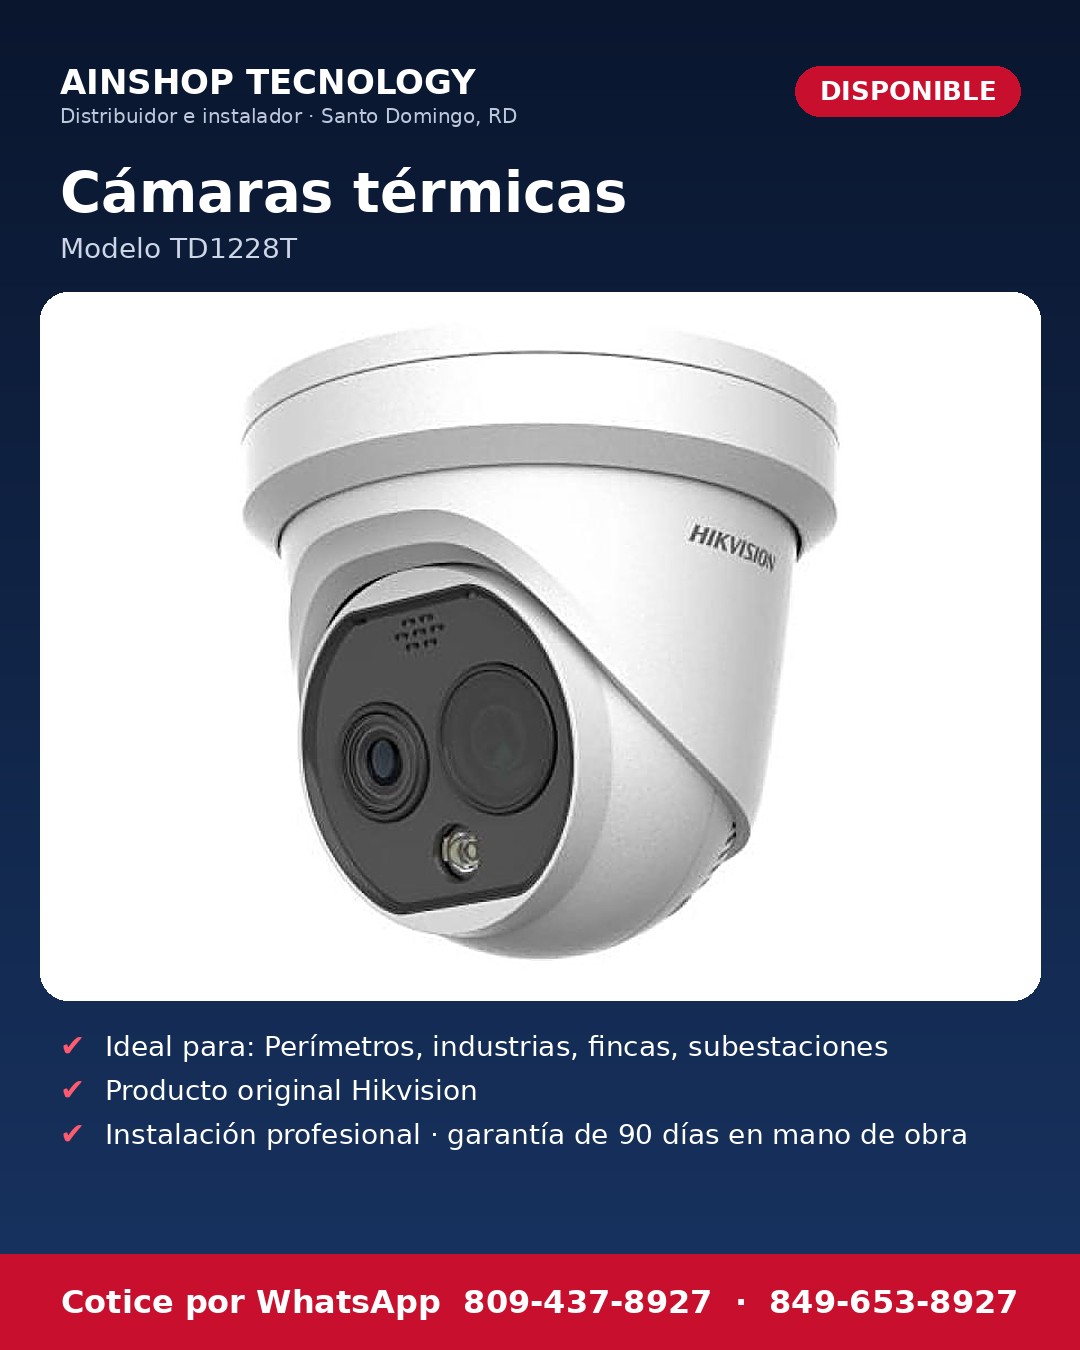 AINSHOP TECNOLOGY
Distribuidor e instalador · Santo Domingo, RD
DISPONIBLE
Cámaras térmicas
Modelo TD1228T
HIKVISION
✔ Ideal para: Perímetros, industrias, fincas, subestaciones
✔ Producto original Hikvision
✔ Instalación profesional · garantía de 90 días en mano de obra
Cotice por WhatsApp 809-437-8927 · 849-653-8927